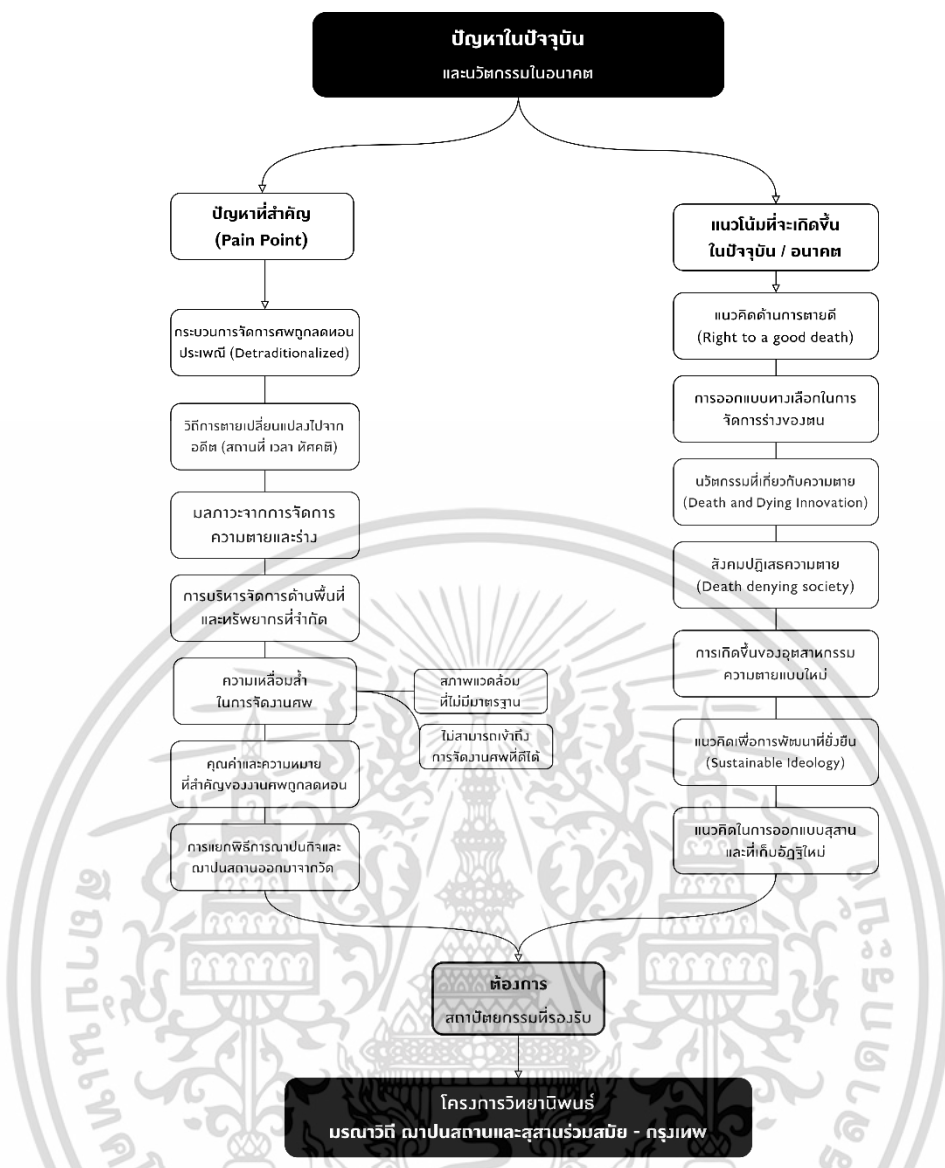 ปัญหาในปัจจุบัน
และนวัตกรรมในอนาคต
ปัญหาที่สำคัญ
(Pain Point)
กระบวนการจัดการศพถูกลดทอน
ประเพณี (Detraditionalized)
วิถีการตายเปลี่ยนแปลงไปจาก
อดีต (สถานที่ เวลา ทัศคติ)
มลภาวะจากการจัดการ
ความตายและร่าง
การบริหารจัดการด้านพื้นที่
และทรัพยากรที่จำกัด
ความเหลื่อมล้ำ
ในการจัดงานศพ
สภาพแวดล้อม
ที่ไม่มีมาตรฐาน
ไม่สามารถเข้าถึง
การจัดงานศพที่ดีได้
คุณค่าและความหมาย
ที่สำคัญของงานศพถูกลดทอน
การแยกพิธีการฌาปนกิจและ
ฌาปนสถานออกมาจากวัด
แนวโน้มที่จะเกิดขึ้น
ในปัจจุบัน / อนาคต
แนวคิดด้านการตายดี
(Right to a good death)
การออกแบบทางเลือกในการ
จัดการร่างของตน
นวัตกรรมที่เกี่ยวกับความตาย
(Death and Dying Innovation)
สังคมปฏิเสธความตาย
(Death denying society)
การเกิดขึ้นของอุตสาหกรรม
ความตายแบบใหม่
แนวคิดเพื่อการพัฒนาที่ยั่งยืน
(Sustainable Ideology)
แนวคิดในการออกแบบสุสาน
และที่เก็บอัฏฐิใหม่
ต้องการ
สถาปัตยกรรมที่รองรับ
โครงการวิทยานิพนธ์
มรณาวิถี ฌาปนสถานและสุสานร่วมสมัย - กรุงเทพ